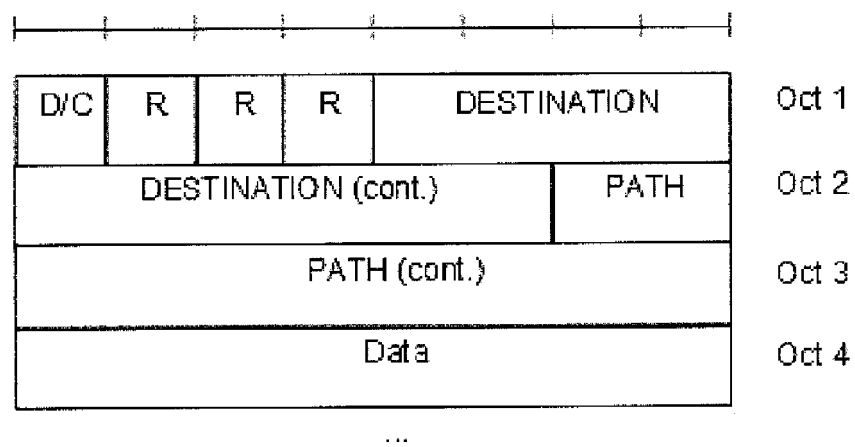 D/C R R R DESTINATION Oct 1
DESTINATION (cont.) PATH Oct 2
PATH (cont.) Oct 3
Data Oct 4
...